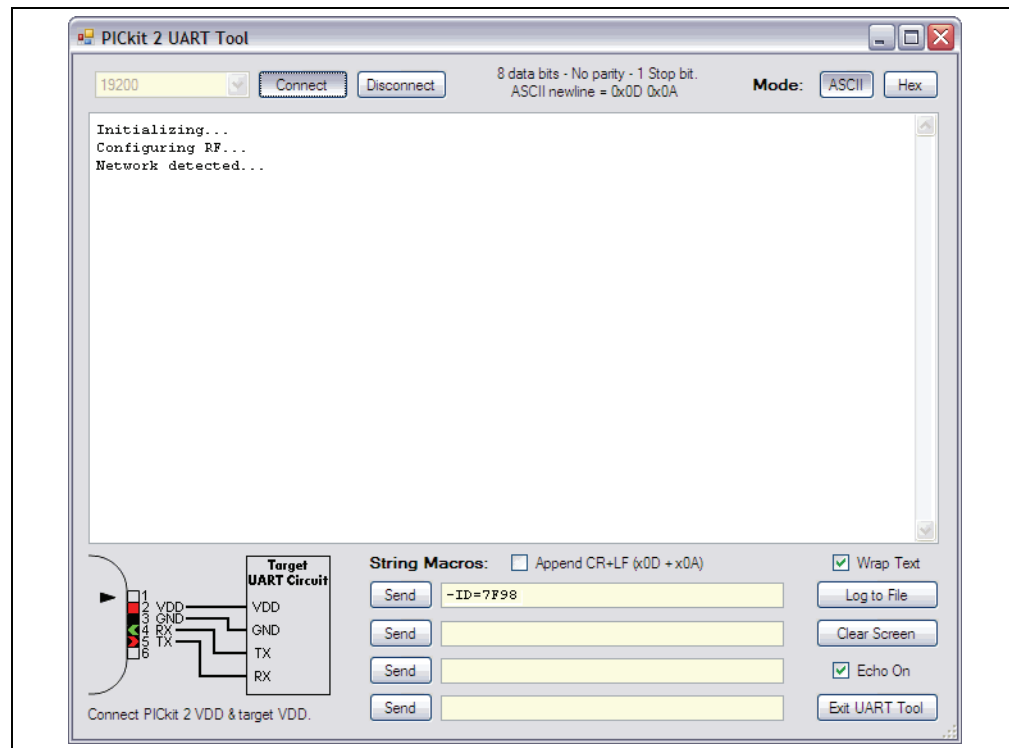 PICkit 2 UART Tool
19200
Connect
Disconnect
8 data bits - No parity - 1 Stop bit.
ASCII newline = 0x0D 0x0A
Mode:
ASCII
Hex
Initializing...
Configuring RF...
Network detected...
1
2 VDD
3 GND
4 RX
5 TX
6
Target
UART Circuit
VDD
GND
TX
RX
Connect PICkit 2 VDD & target VDD.
String Macros:
Append CR+LF (x0D + x0A)
Wrap Text
Send
-ID=7F98
Log to File
Send
Clear Screen
Send
Echo On
Send
Exit UART Tool